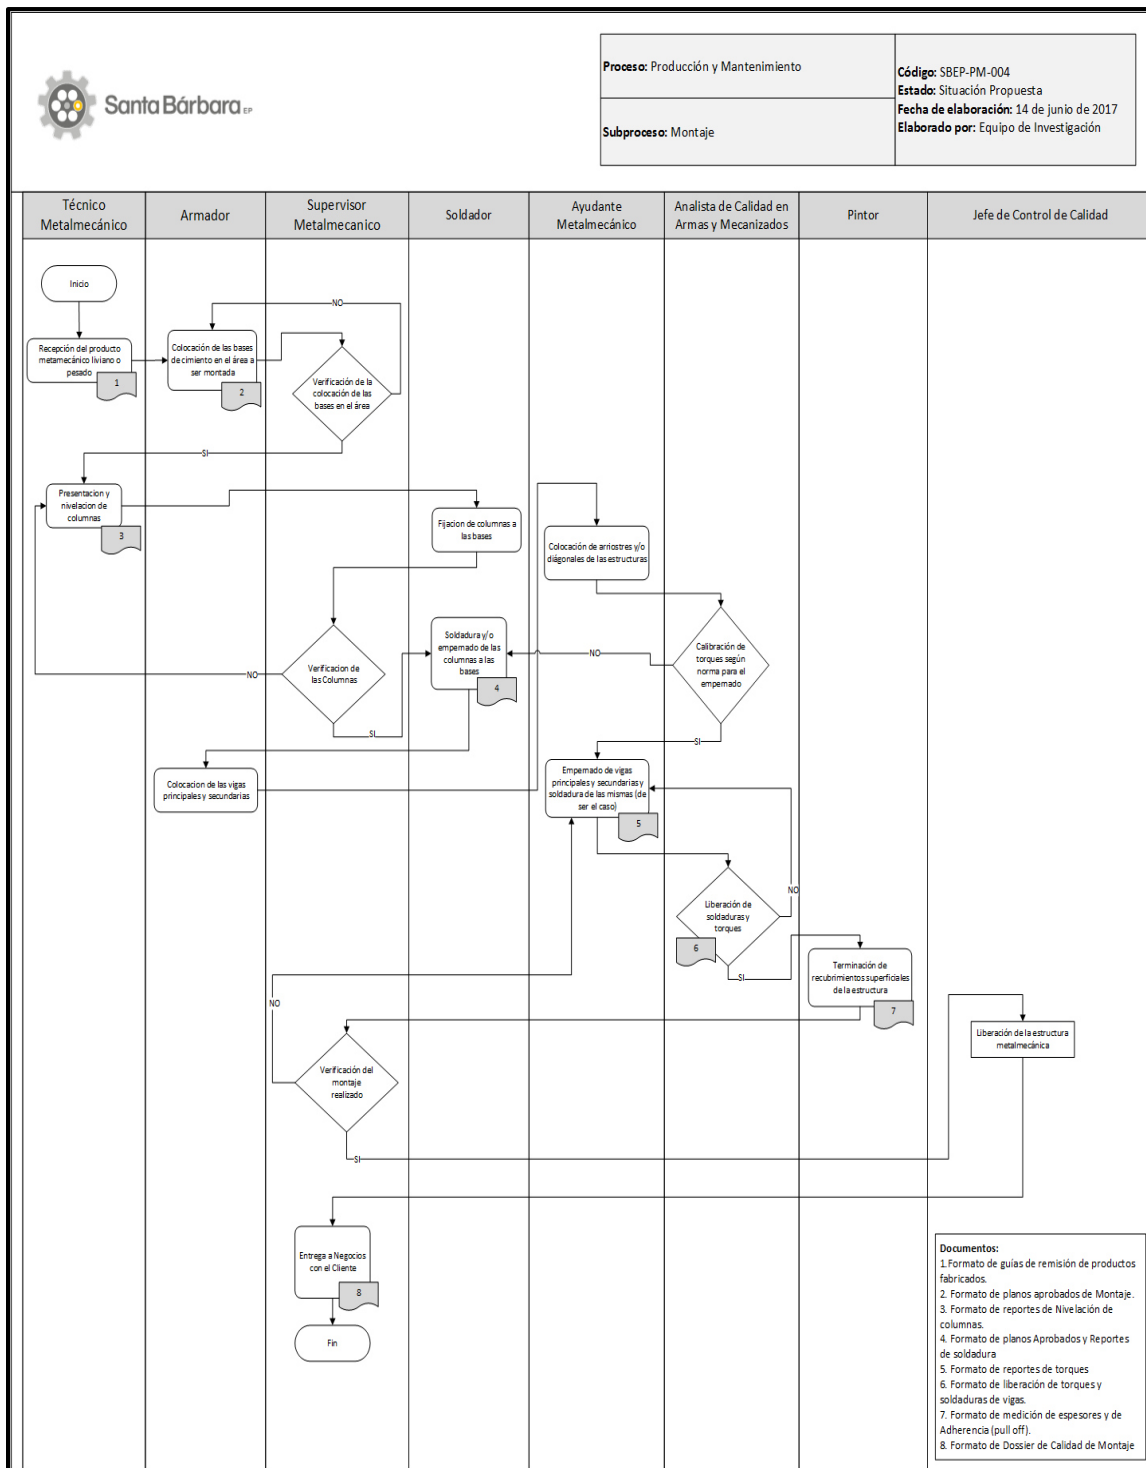 Santa Bárbara EP
Proceso: Producción y Mantenimiento
Subproceso: Montaje
Código: SBEP-PM-004
Estado: Situación Propuesta
Fecha de elaboración: 14 de junio de 2017
Elaborado por: Equipo de Investigación
Técnico
Metalmecánico
Armador
Supervisor
Metalmecanico
Soldador
Ayudante
Metalmecánico
Analista de Calidad en
Armas y Mecanizados
Pintor
Jefe de Control de Calidad
Inicio
NO
Recepción del producto
metamecánico liviano o
pesado
1
Colocación de las bases
de cimiento en el área a
ser montada
2
Verificación de la
colocación de las
bases en el área
SI
Presentacion y
nivelacion de
columnas
3
Fijacion de columnas a
las bases
Colocación de arriostres y/o
diágonales de las estructuras
Verificacion de
las Columnas
NO
SI
Soldadura y/o
empernado de las
columnas a las
bases
4
NO
Calibración de
torques según
norma para el
empernado
SI
Colocacion de las vigas
principales y secundarias
Empernado de vigas
principales y secundarias y
soldadura de las mismas (de
ser el caso)
5
Liberación de
soldaduras y
torques
6
NO
SI
Terminación de
recubrimientos superficiales
de la estructura
7
NO
Verificación del
montaje
realizado
SI
Liberación de la estructura
metalmecánica
Entrega a Negocios
con el Cliente
8
Fin
Documentos:
1.Formato de guías de remisión de productos
fabricados.
2. Formato de planos aprobados de Montaje.
3. Formato de reportes de Nivelación de
columnas.
4. Formato de planos Aprobados y Reportes
de soldadura
5. Formato de reportes de torques
6. Formato de liberación de torques y
soldaduras de vigas.
7. Formato de medición de espesores y de
Adherencia (pull off).
8. Formato de Dossier de Calidad de Montaje